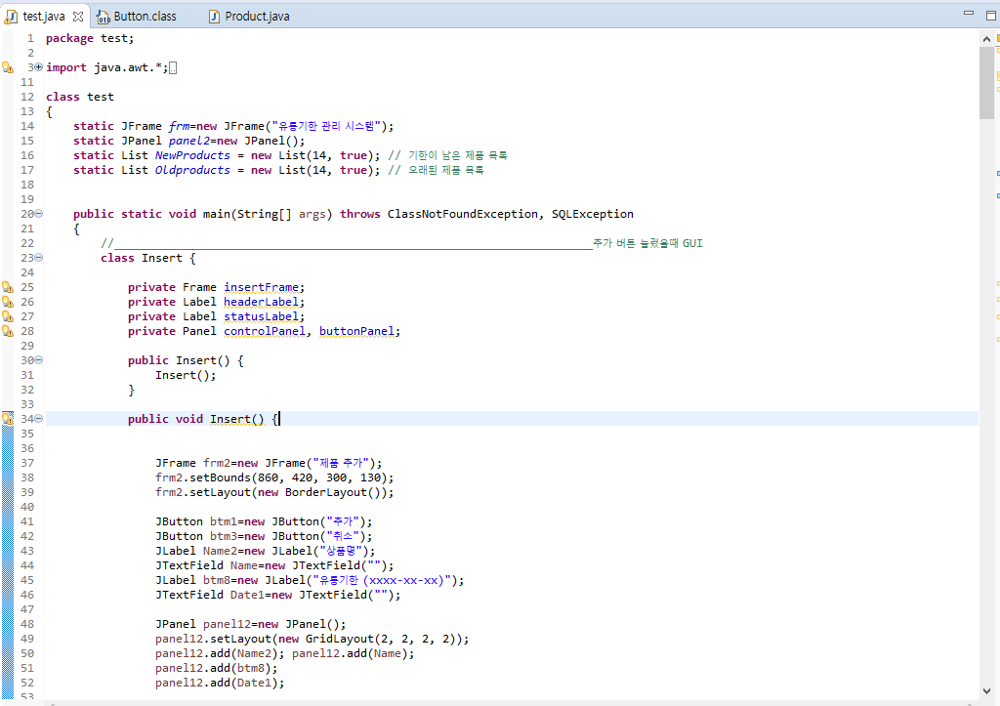 test.java Button.class Product.java
1 package test;
2
3 import java.awt.*;
11
12 class test
13 {
14 static JFrame frm=new JFrame("유통기한 관리 시스템");
15 static JPanel panel2=new JPanel();
16 static List NewProducts = new List(14, true); // 기한이 남은 제품 목록
17 static List Oldproducts = new List(14, true); // 오래된 제품 목록
18
19
20 public static void main(String[] args) throws ClassNotFoundException, SQLException
21 {
22 //______________________________________________________________________추가 버튼 눌렀을때 GUI
23 class Insert {
24
25 private Frame insertFrame;
26 private Label headerLabel;
27 private Label statusLabel;
28 private Panel controlPanel, buttonPanel;
29
30 public Insert() {
31 Insert();
32 }
33
34 public void Insert() {
35
36
37 JFrame frm2=new JFrame("제품 추가");
38 frm2.setBounds(860, 420, 300, 130);
39 frm2.setLayout(new BorderLayout());
40
41 JButton btm1=new JButton("추가");
42 JButton btm3=new JButton("취소");
43 JLabel Name2=new JLabel("상품명");
44 JTextField Name=new JTextField("");
45 JLabel btm8=new JLabel("유통기한 (xxxx-xx-xx)");
46 JTextField Date1=new JTextField("");
47
48 JPanel panel12=new JPanel();
49 panel12.setLayout(new GridLayout(2, 2, 2, 2));
50 panel12.add(Name2); panel12.add(Name);
51 panel12.add(btm8);
52 panel12.add(Date1);
53